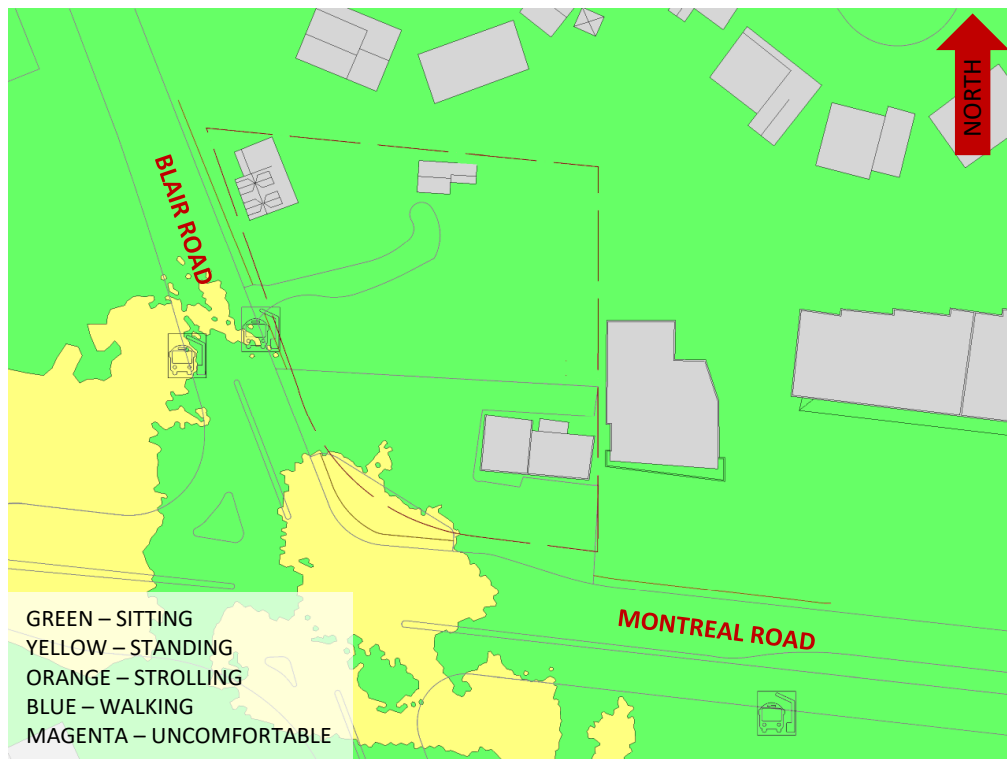 NORTH
BLAIR ROAD
MONTREAL ROAD
GREEN – SITTING
YELLOW – STANDING
ORANGE – STROLLING
BLUE – WALKING
MAGENTA – UNCOMFORTABLE